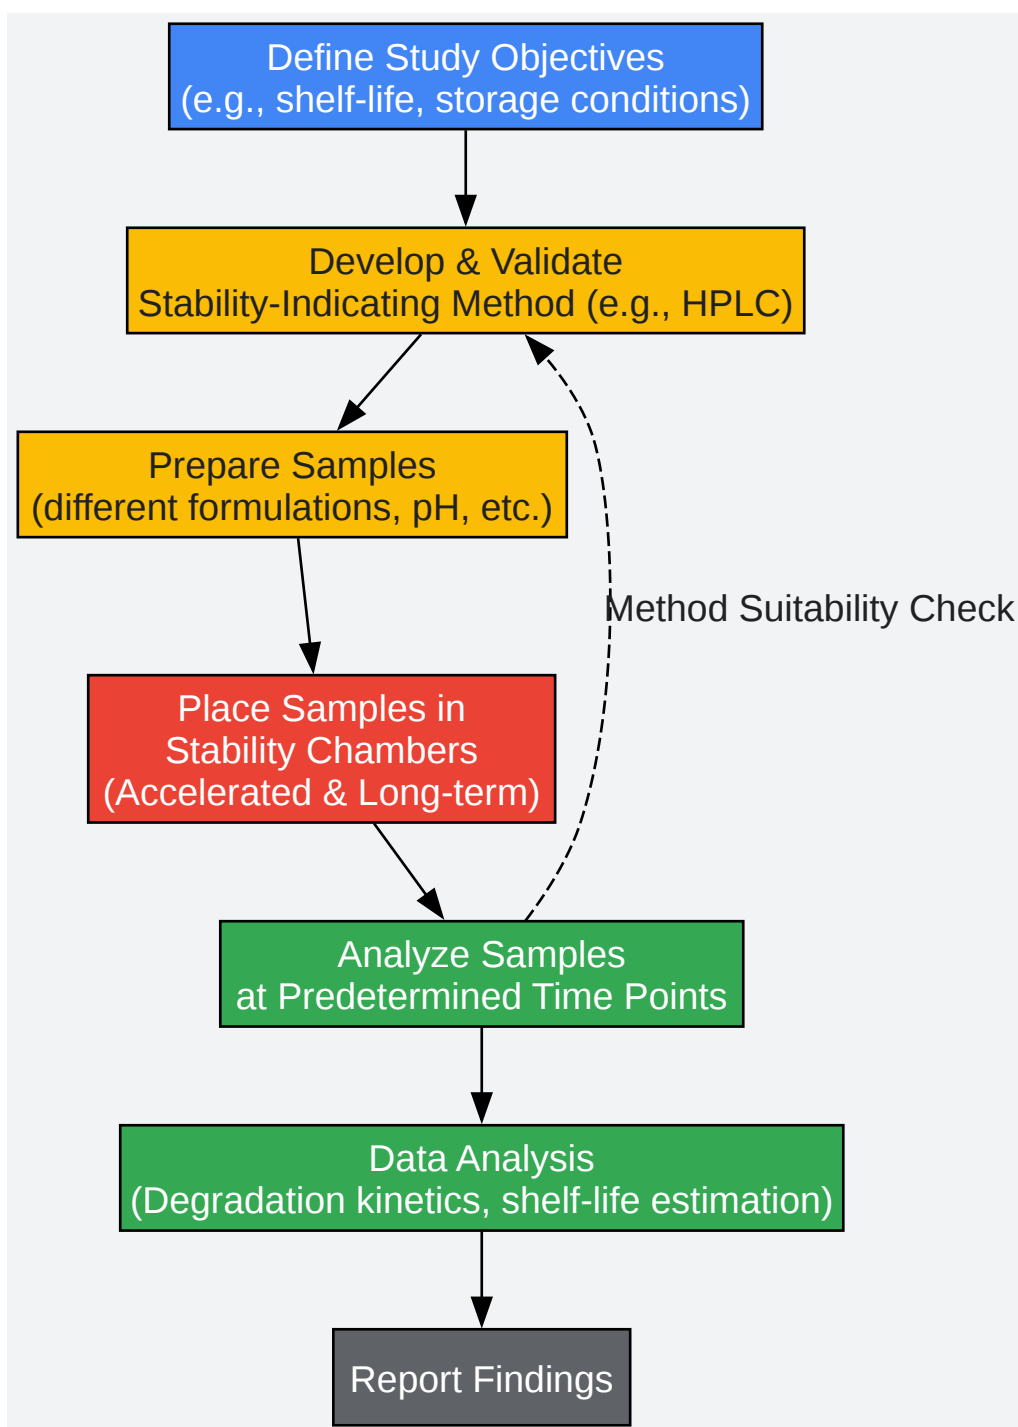 Define Study Objectives
(e.g., shelf-life, storage conditions)
Develop & Validate
Stability-Indicating Method (e.g., HPLC)
Prepare Samples
(different formulations, pH, etc.)
Method Suitability Check
Place Samples in
Stability Chambers
(Accelerated & Long-term)
Analyze Samples
at Predetermined Time Points
Data Analysis
(Degradation kinetics, shelf-life estimation)
Report Findings